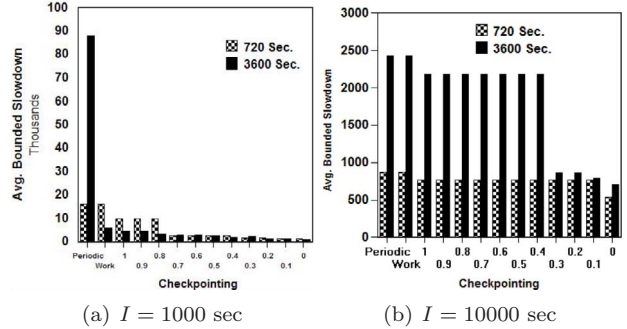 100
90
80
70
60
50
40
30
20
10
0
Avg. Bounded Slowdown
Thousands
720 Sec.
3600 Sec.
Periodic 1 0.8 0.6 0.4 0.2 0
Work 0.9 0.7 0.5 0.3 0.1
Checkpointing
(a) I = 1000 sec
3000
2500
2000
1500
1000
500
0
Avg. Bounded Slowdown
720 Sec.
3600 Sec.
Periodic 1 0.8 0.6 0.4 0.2 0
Work 0.9 0.7 0.5 0.3 0.1
Checkpointing
(b) I = 10000 sec